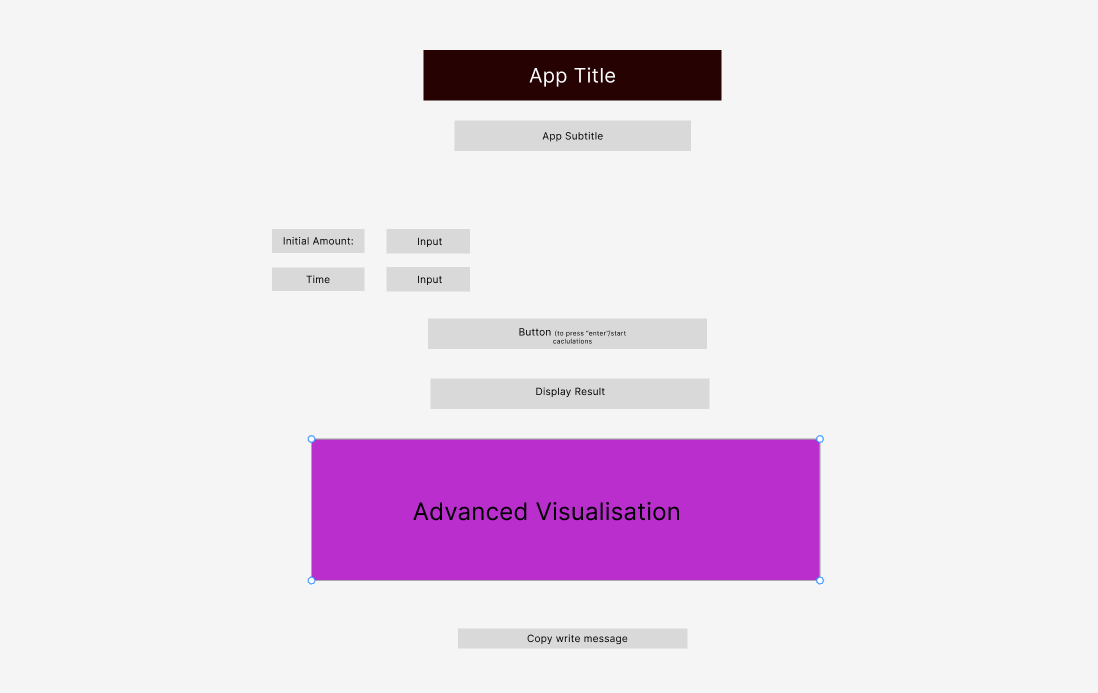 App Title
App Subtitle
Initial Amount:
Input
Time
Input
Button (to press "enter"/start
caclulations
Display Result
Advanced Visualisation
Copy write message